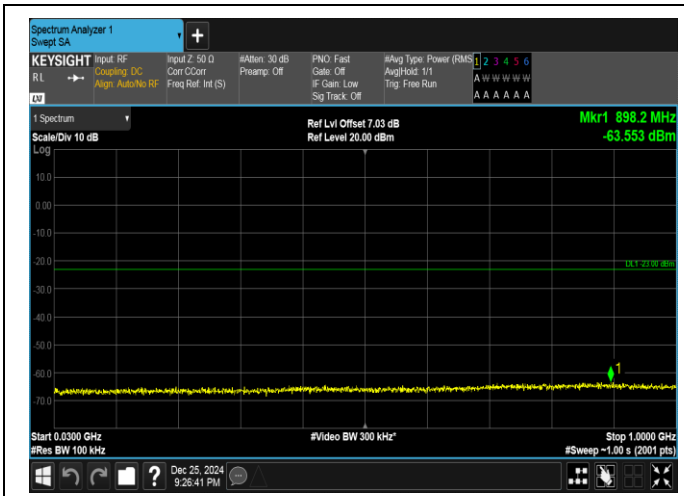 Spectrum Analyzer 1
Swept SA
+
KEYSIGHT
RL
LXI
Input: RF
Coupling: DC
Align: Auto/No RF
Input Z: 50 Ω
Corr CCorr
Freq Ref: Int (S)
#Atten: 30 dB
Preamp: Off
PNO: Fast
Gate: Off
IF Gain: Low
Sig Track: Off
#Avg Type: Power (RMS
Avg|Hold: 1/1
Trig: Free Run
1 2 3 4 5 6
A W W W W W
A A A A A A
1 Spectrum
Scale/Div 10 dB
Log
Ref Lvl Offset 7.03 dB
Ref Level 20.00 dBm
Mkr1 898.2 MHz
-63.553 dBm
10.0
0.00
-10.0
-20.0
DL1 -23.00 dBm
-30.0
-40.0
-50.0
-60.0
1
-70.0
Start 0.0300 GHz
#Video BW 300 kHz*
Stop 1.0000 GHz
#Res BW 100 kHz
#Sweep ~1.00 s (2001 pts)
?
Dec 25, 2024
9:26:41 PM